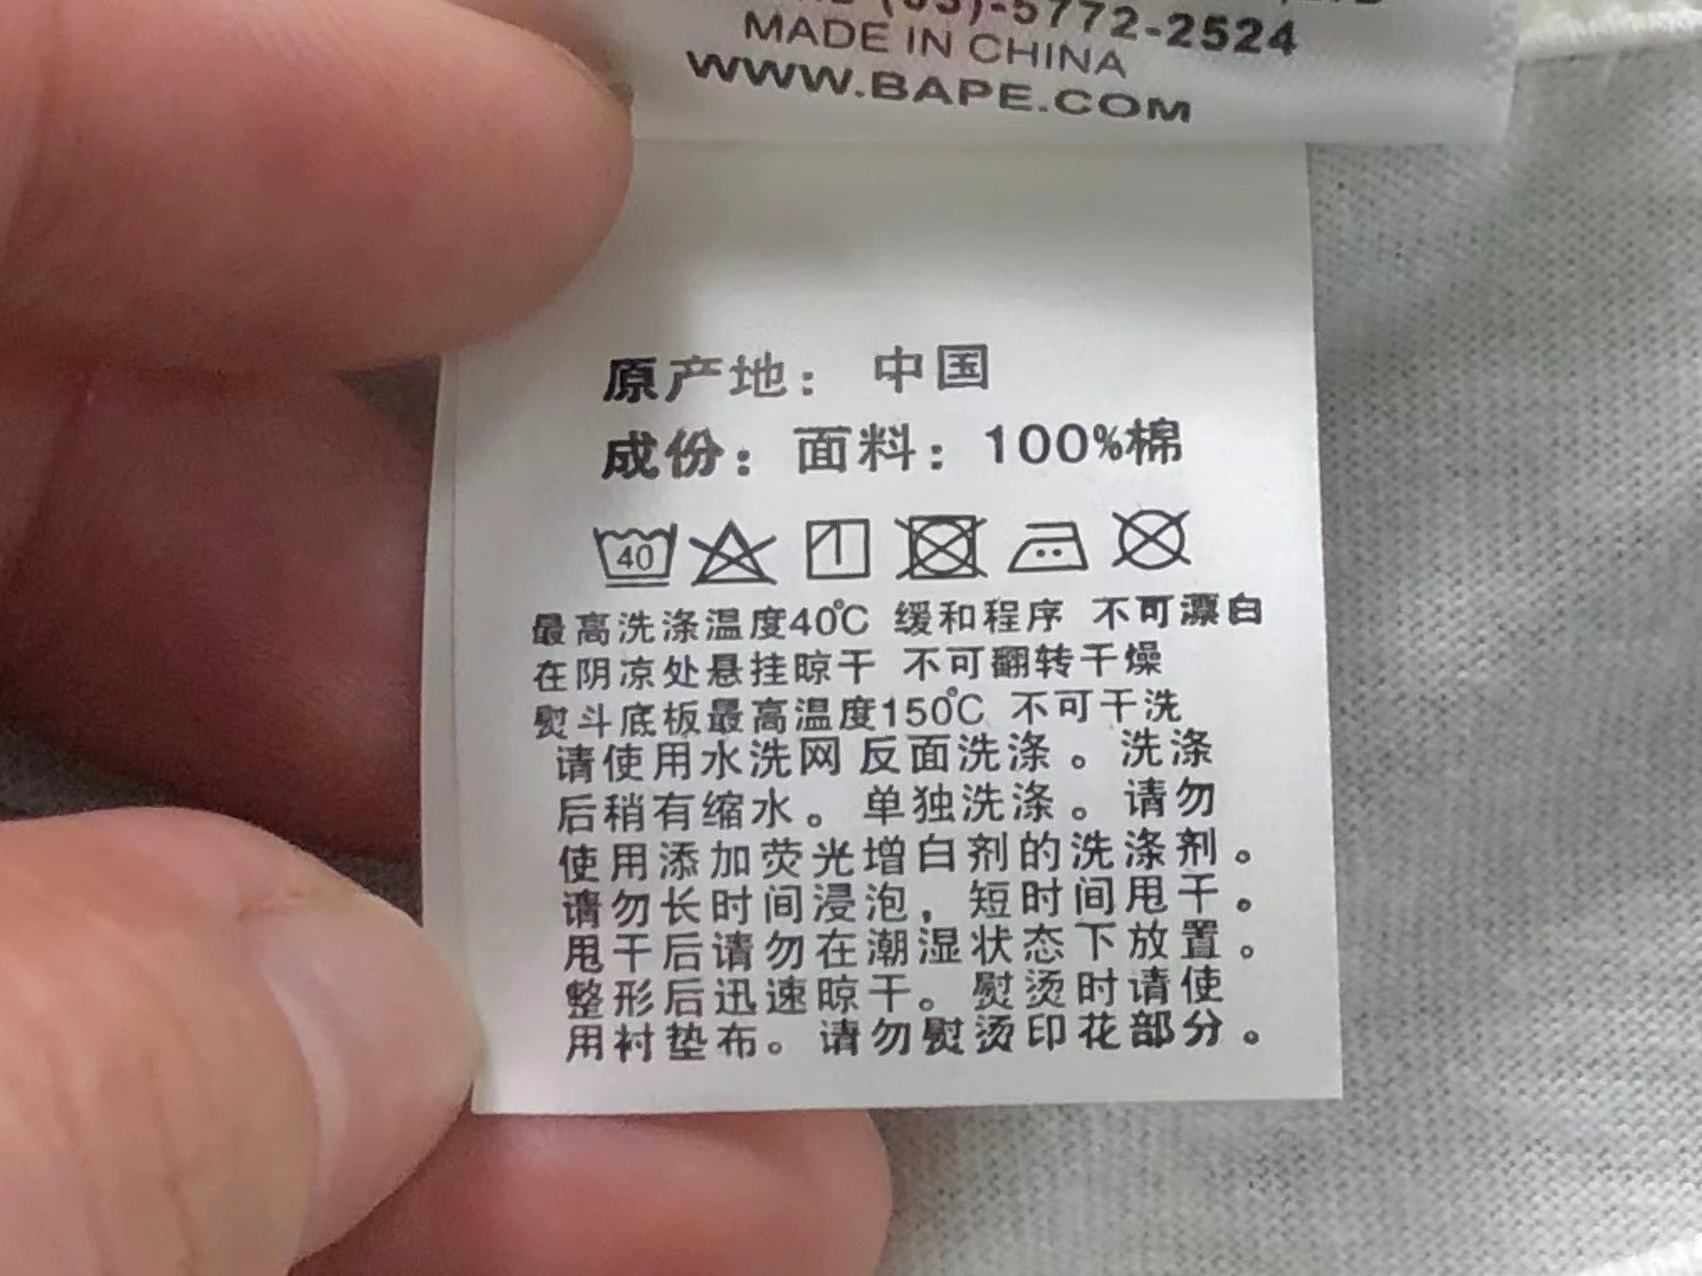 -5772-2524
MADE IN CHINA
WWW.BAPE.COM
原产地： 中国
成份：面料：100%棉
40
最高洗涤温度40℃ 缓和程序 不可漂白
在阴凉处悬挂晾干 不可翻转干燥
熨斗底板最高温度150℃ 不可干洗
请使用水洗网反面洗涤。洗涤
后稍有缩水。单独洗涤。请勿
使用添加荧光增白剂的洗涤剂。
请勿长时间浸泡，短时间甩干。
甩干后请勿在潮湿状态下放置。
整形后迅速晾干。熨烫时请使
用衬垫布。请勿熨烫印花部分。